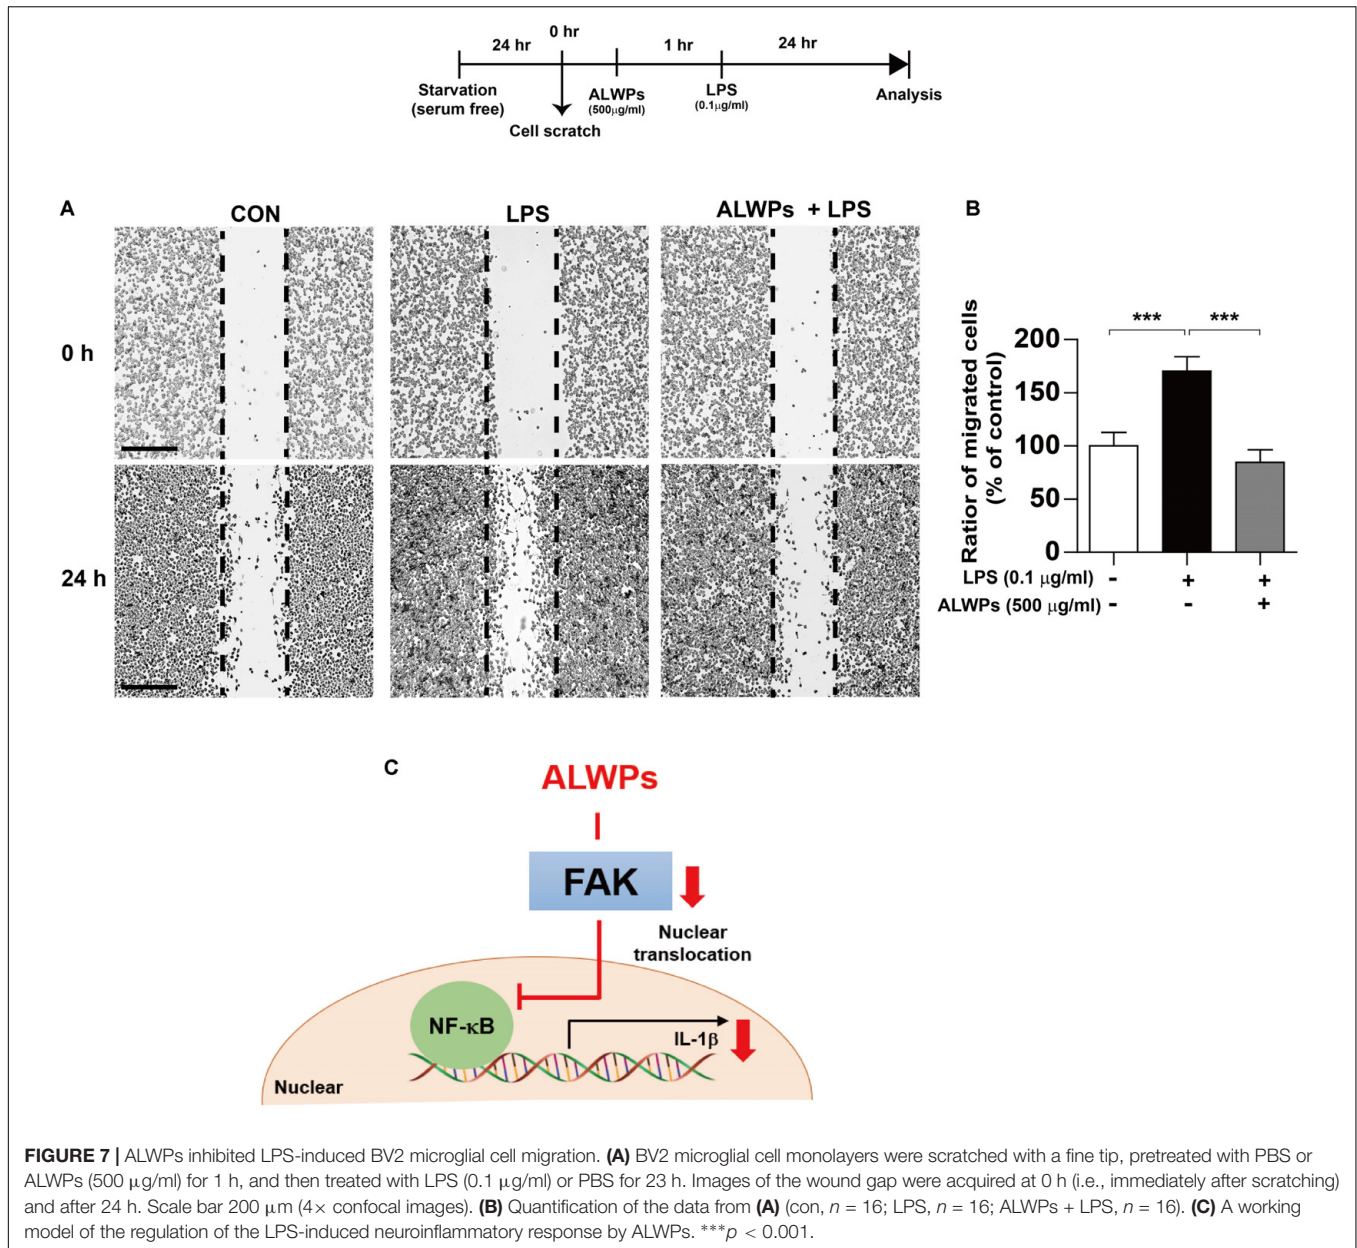 0 hr
24 hr
1 hr
24 hr
Starvation
(serum free)
ALWPs
(500μg/ml)
LPS
(0.1μg/ml)
Analysis
Cell scratch
A
CON
LPS
ALWPs + LPS
0 h
24 h
B
***
***
Ratior of migrated cells
(% of control)
200
150
100
50
0
LPS (0.1 μg/ml) - + +
ALWPs (500 μg/ml) - - +
C
ALWPs
FAK
Nuclear
translocation
NF-κB
IL-1β
Nuclear
FIGURE 7 | ALWPs inhibited LPS-induced BV2 microglial cell migration. (A) BV2 microglial cell monolayers were scratched with a fine tip, pretreated with PBS or
ALWPs (500 μg/ml) for 1 h, and then treated with LPS (0.1 μg/ml) or PBS for 23 h. Images of the wound gap were acquired at 0 h (i.e., immediately after scratching)
and after 24 h. Scale bar 200 μm (4× confocal images). (B) Quantification of the data from (A) (con, n = 16; LPS, n = 16; ALWPs + LPS, n = 16). (C) A working
model of the regulation of the LPS-induced neuroinflammatory response by ALWPs. ***p < 0.001.